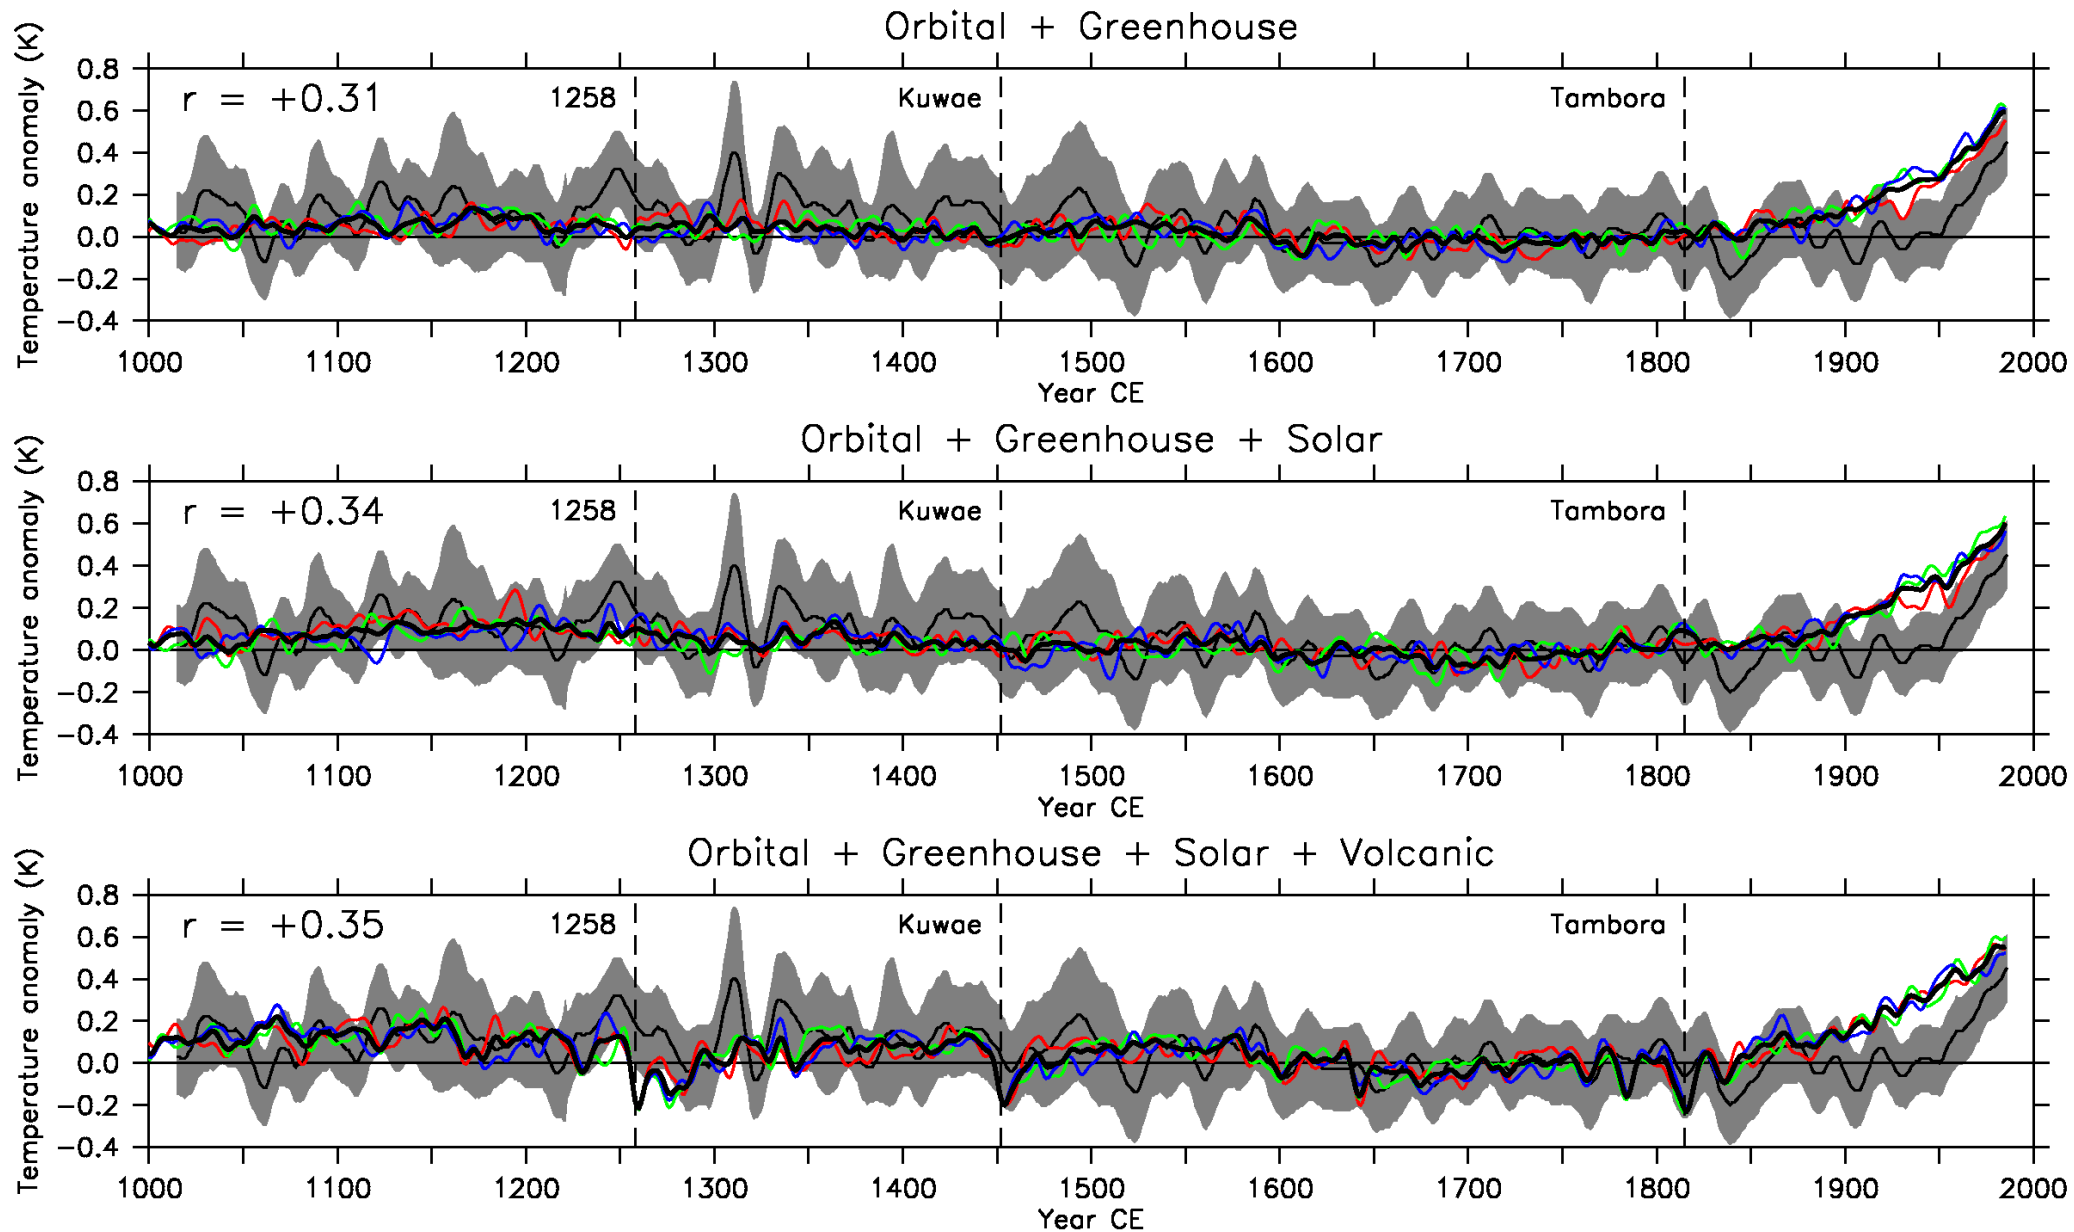 Orbital + Greenhouse
Temperature anomaly (K)
0.8
0.6
0.4
0.2
0.0
−0.2
−0.4
r = +0.31
1258
Kuwae
Tambora
1000 1100 1200 1300 1400 1500 1600 1700 1800 1900 2000
Year CE
Orbital + Greenhouse + Solar
Temperature anomaly (K)
0.8
0.6
0.4
0.2
0.0
−0.2
−0.4
r = +0.34
1258
Kuwae
Tambora
1000 1100 1200 1300 1400 1500 1600 1700 1800 1900 2000
Year CE
Orbital + Greenhouse + Solar + Volcanic
Temperature anomaly (K)
0.8
0.6
0.4
0.2
0.0
−0.2
−0.4
r = +0.35
1258
Kuwae
Tambora
1000 1100 1200 1300 1400 1500 1600 1700 1800 1900 2000
Year CE